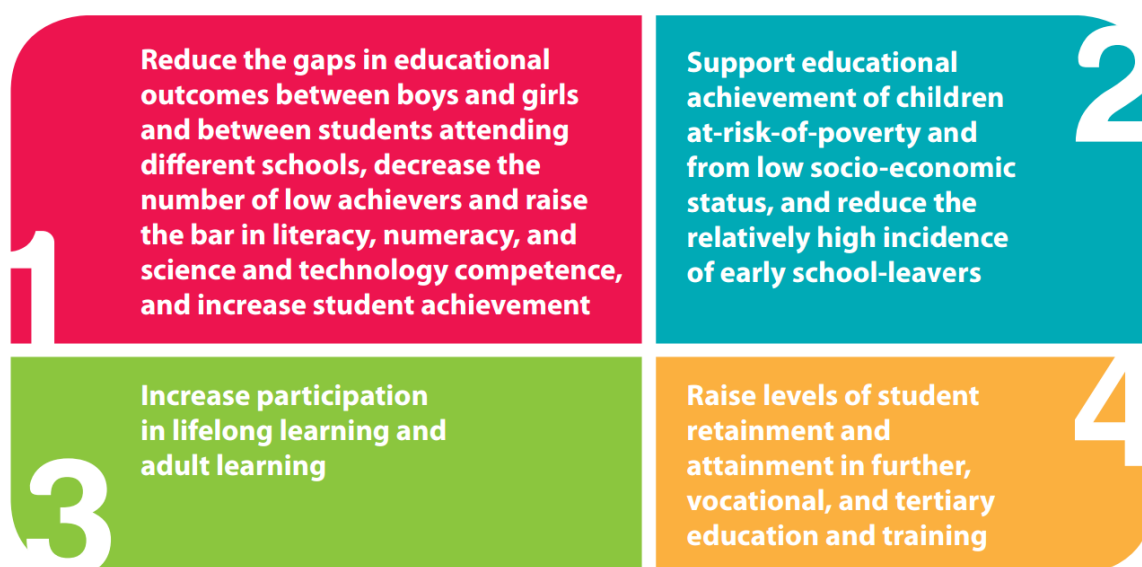 1
Reduce the gaps in educational
outcomes between boys and girls
and between students attending
different schools, decrease the
number of low achievers and raise
the bar in literacy, numeracy, and
science and technology competence,
and increase student achievement
2
Support educational
achievement of children
at-risk-of-poverty and
from low socio-economic
status, and reduce the
relatively high incidence
of early school-leavers
3
Increase participation
in lifelong learning and
adult learning
4
Raise levels of student
retainment and
attainment in further,
vocational, and tertiary
education and training